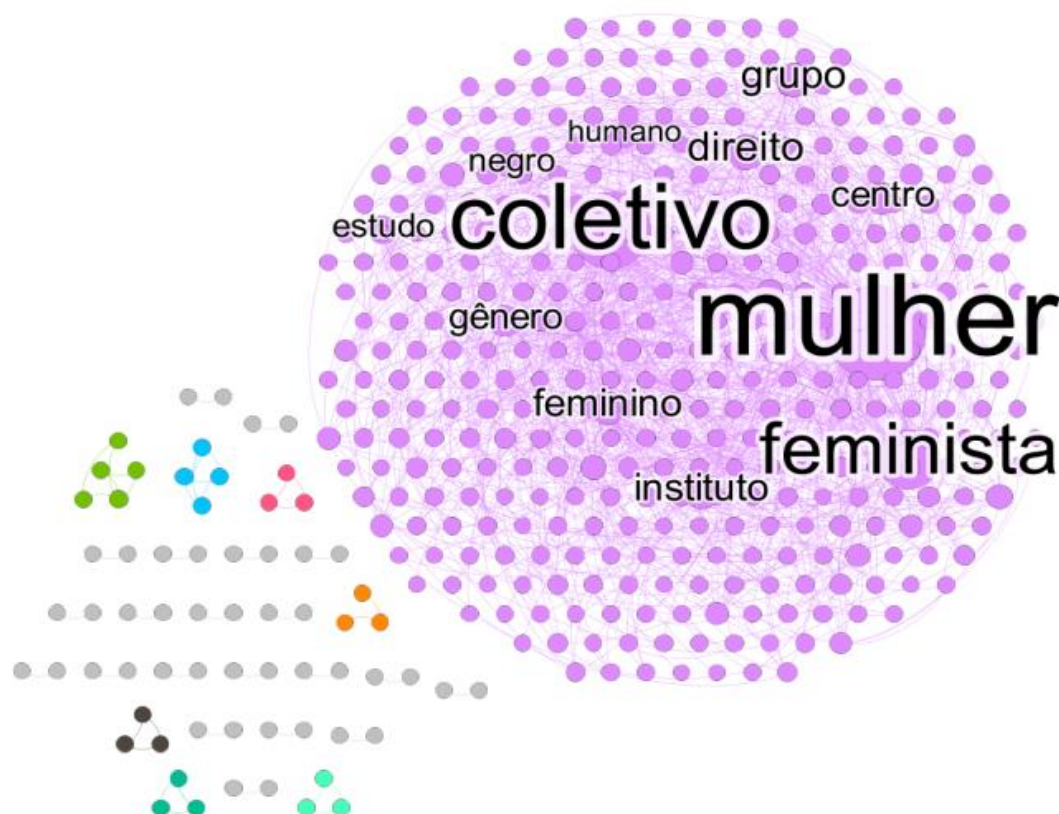 grupo
humano
direito
negro
centro
estudo
coletivo
mulher
gênero
feminino
feminista
instituto